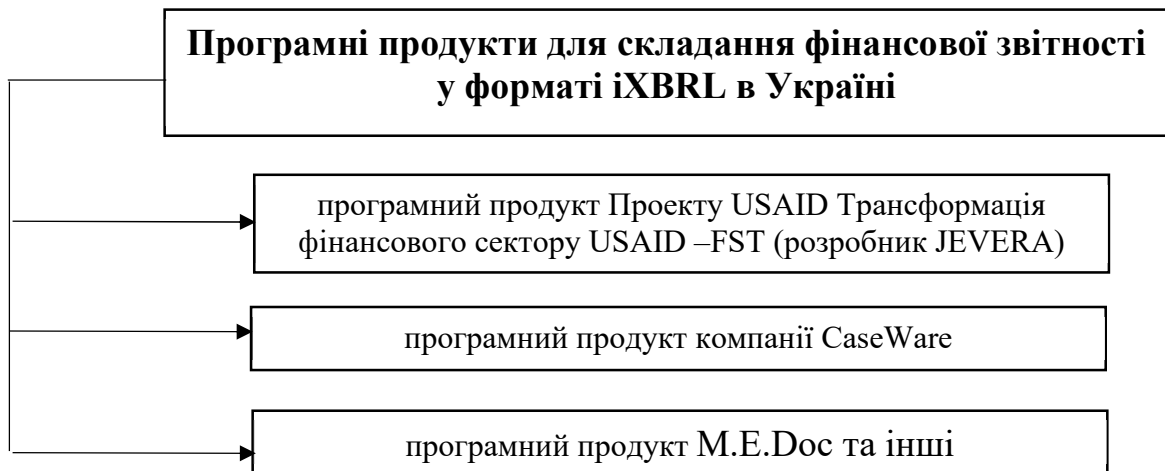 Програмні продукти для складання фінансової звітності
у форматі iXBRL в Україні
програмний продукт Проекту USAID Трансформація
фінансового сектору USAID –FST (розробник JEVERA)
програмний продукт компанії CaseWare
програмний продукт M.E.Doc та інші